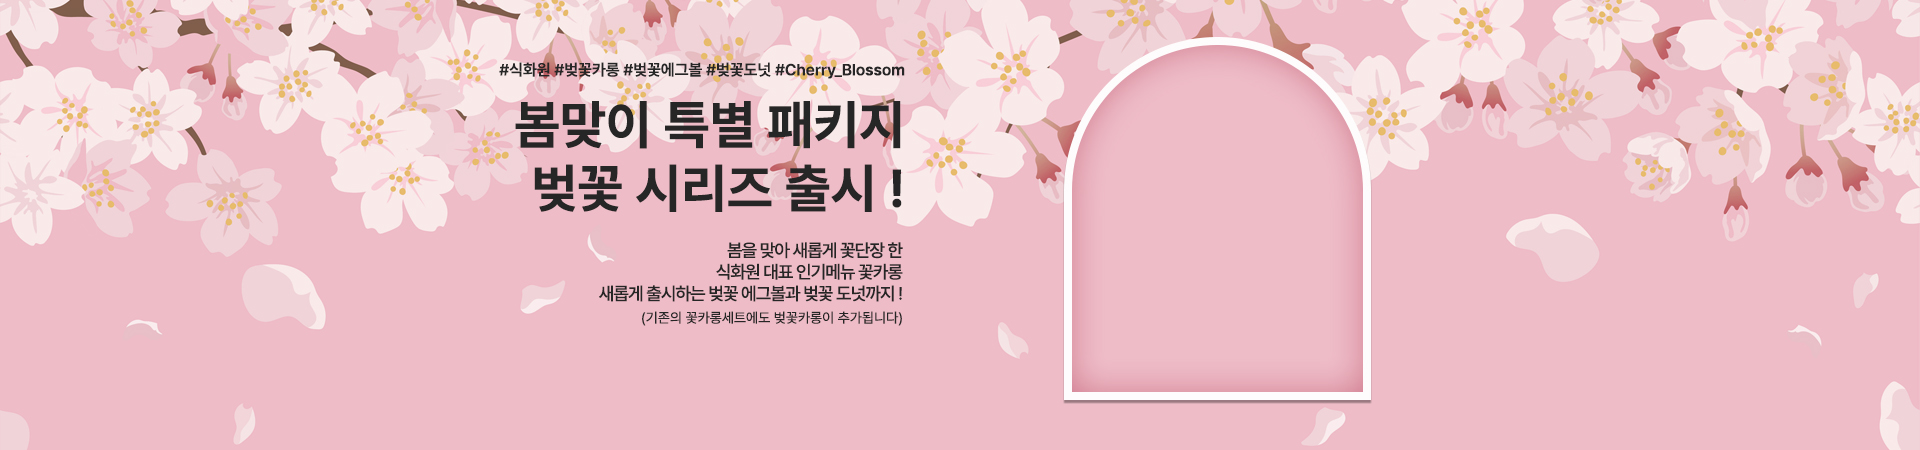 #식화원 #벚꽃카롱 #벚꽃에그볼 #벚꽃도넛 #Cherry_Blossom
봄맞이 특별 패키지
벚꽃 시리즈 출시 !
봄을 맞아 새롭게 꽃단장 한
식화원 대표 인기메뉴 꽃카롱
새롭게 출시하는 벚꽃 에그볼과 벚꽃 도넛까지 !
(기존의 꽃카롱세트에도 벚꽃카롱이 추가됩니다)